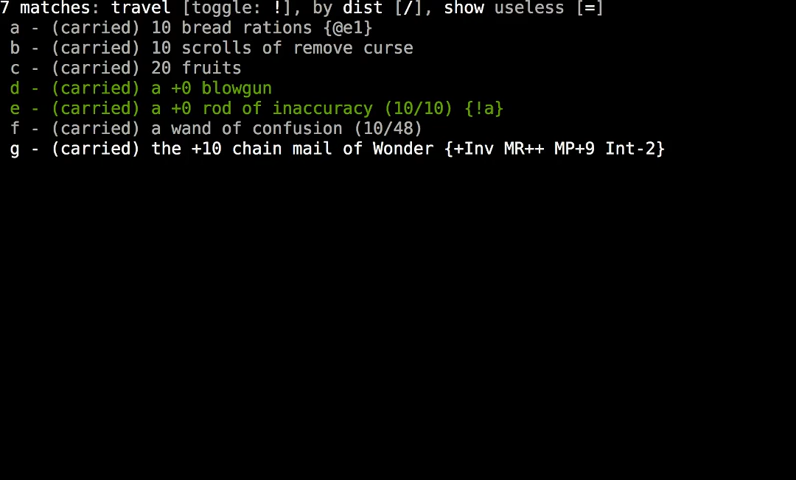 7 matches: travel [toggle: !], by dist [/], show useless [=]
a - (carried) 10 bread rations {@e1}
b - (carried) 10 scrolls of remove curse
c - (carried) 20 fruits
d - (carried) a +0 blowgun
e - (carried) a +0 rod of inaccuracy (10/10) {!a}
f - (carried) a wand of confusion (10/48)
g - (carried) the +10 chain mail of Wonder {+Inv MR++ MP+9 Int-2}